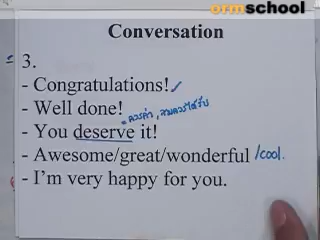 ormschool
Conversation
3.
- Congratulations!
- Well done!
ควรค่า, สมควรได้รับ
- You deserve it!
- Awesome/great/wonderful /cool.
- I'm very happy for you.